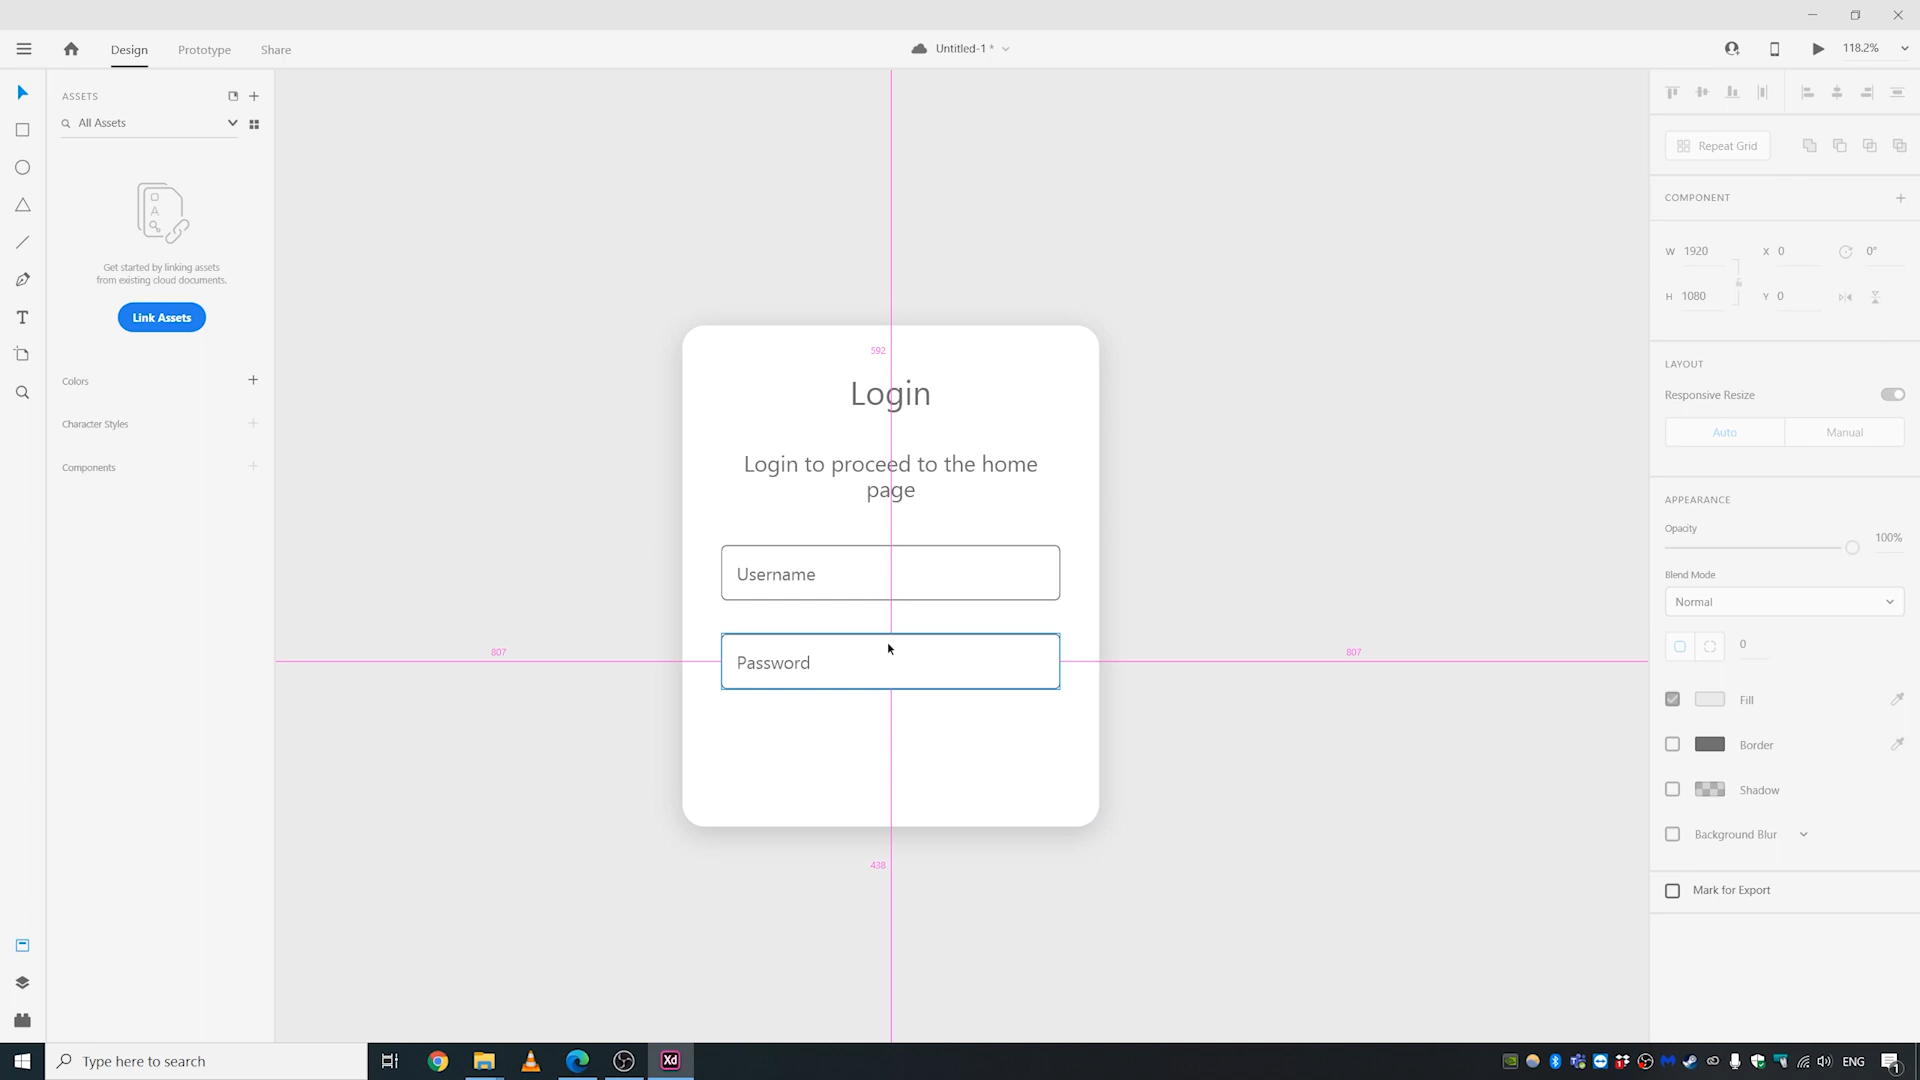 Design
Prototype
Share
Untitled-1 *
118.2%
ASSETS
All Assets
Get started by linking assets
from existing cloud documents.
Link Assets
Colors
Character Styles
Components
592
Login
Login to proceed to the home
page
Username
807
807
Password
438
Repeat Grid
COMPONENT
W 1920
X 0
0°
H 1080
Y 0
LAYOUT
Responsive Resize
Auto
Manual
APPEARANCE
Opacity
100%
Blend Mode
Normal
0
Fill
Border
Shadow
Background Blur
Mark for Export
Type here to search
Xd
ENG
1